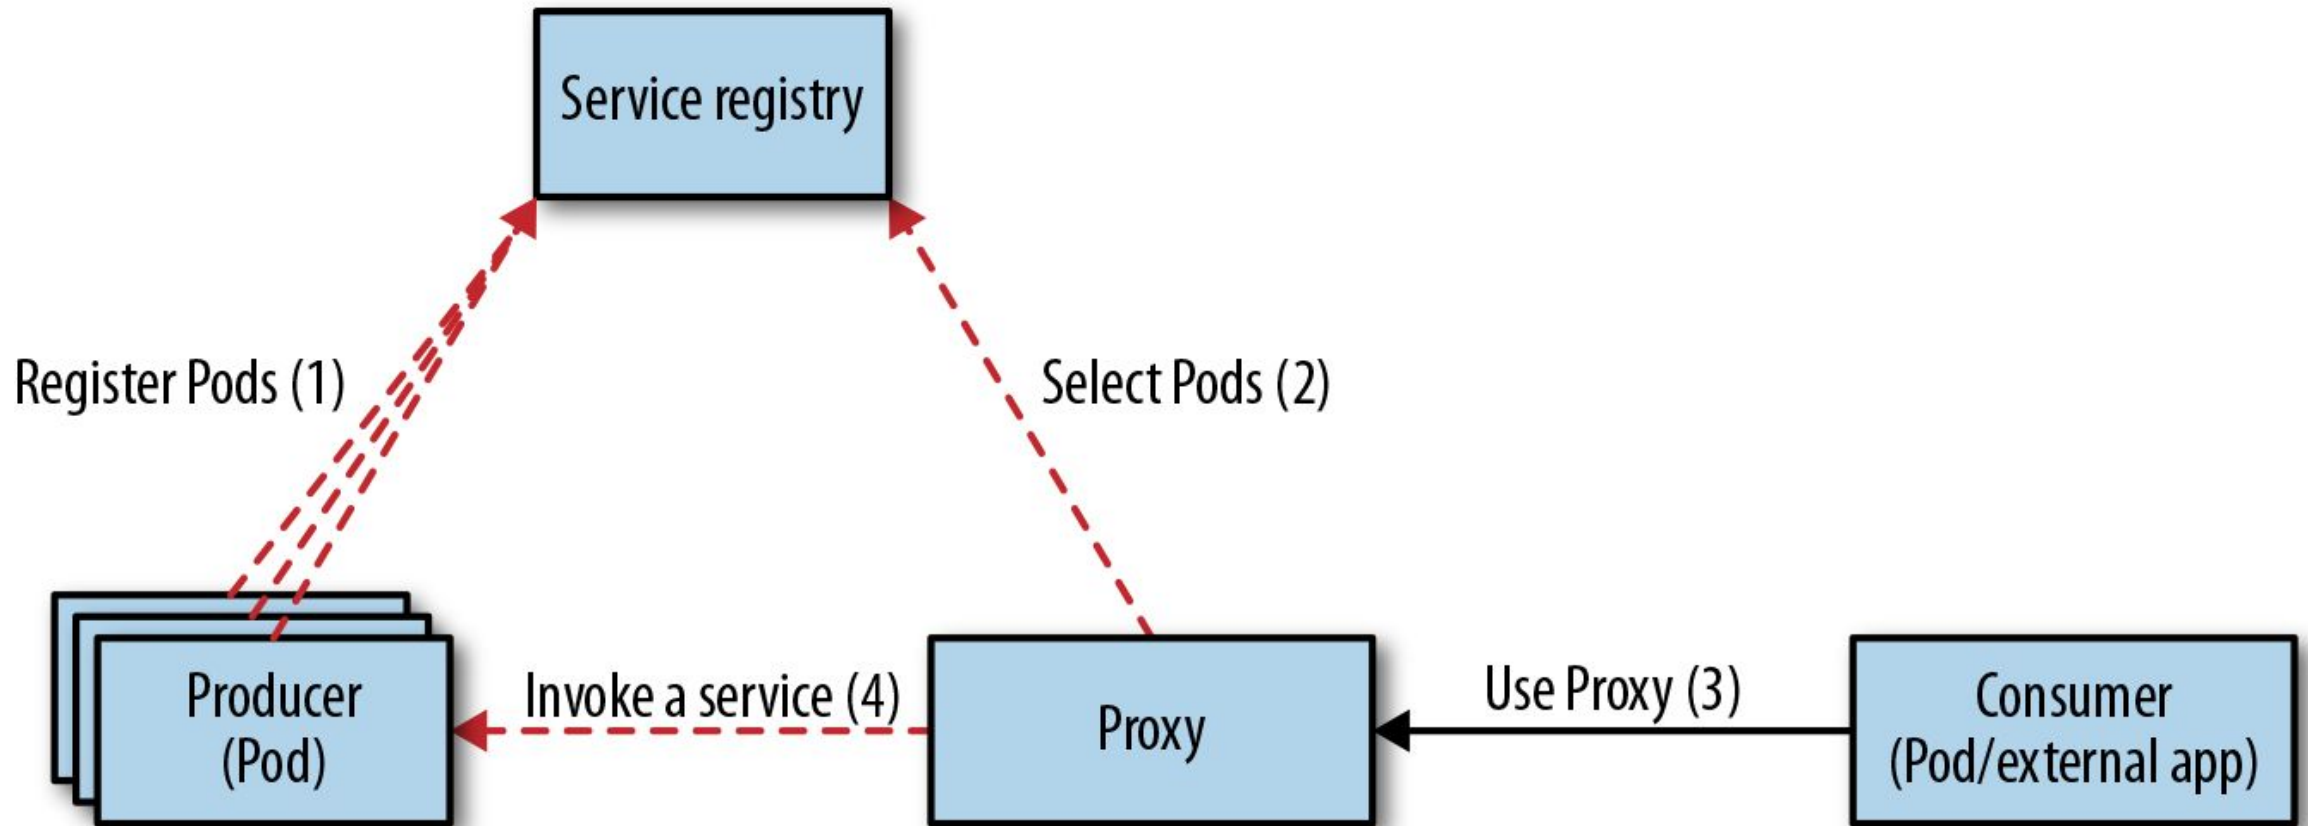 Service registry
Register Pods (1)
Select Pods (2)
Producer
(Pod)
Invoke a service (4)
Proxy
Use Proxy (3)
Consumer
(Pod/external app)